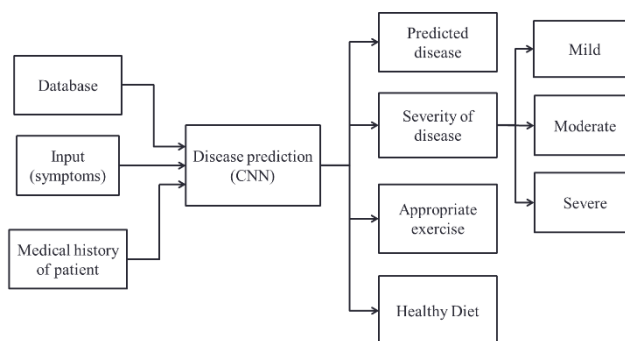 Database
Input
(symptoms)
Medical history
of patient
Disease prediction
(CNN)
Predicted
disease
Severity of
disease
Appropriate
exercise
Healthy Diet
Mild
Moderate
Severe